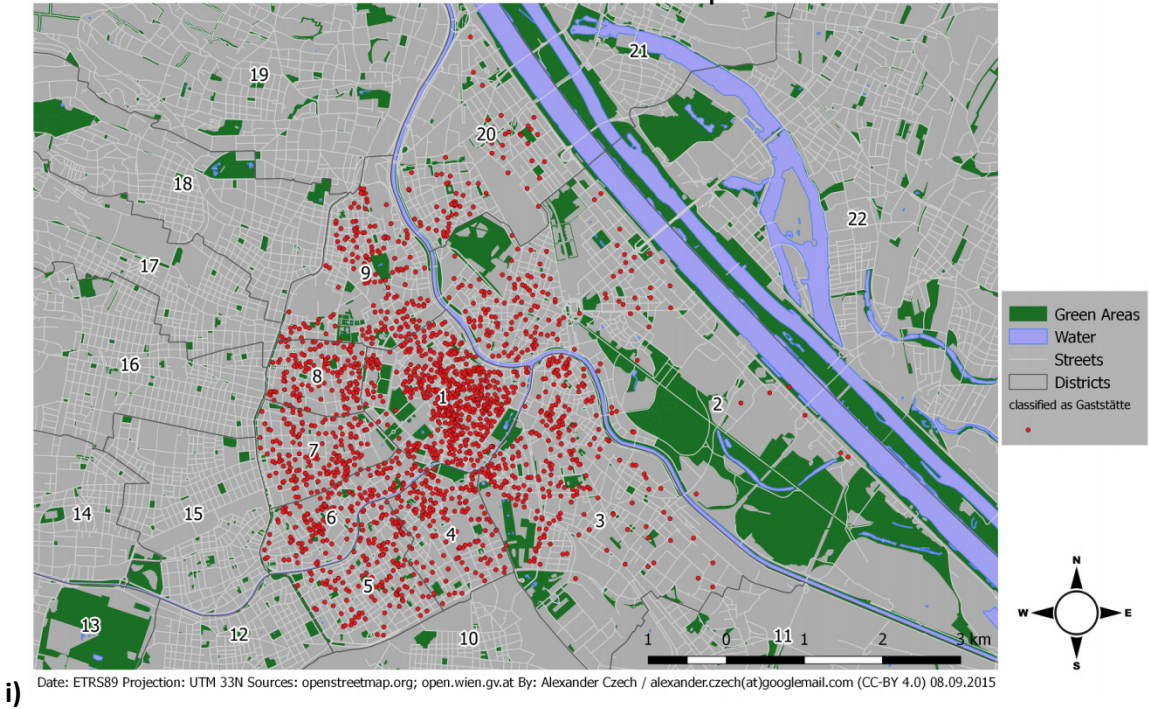 21
19
20
18
22
17
9
16
8
1
2
7
14
15
6
3
4
5
13
12
10
11
Green Areas
Water
Streets
Districts
classified as Gaststätte
N
W E
S
1 0 1 2 3 km
i) Date: ETRS89 Projection: UTM 33N Sources: openstreetmap.org; open.wien.gv.at By: Alexander Czech / alexander.czech(at)googlemail.com (CC-BY 4.0) 08.09.2015